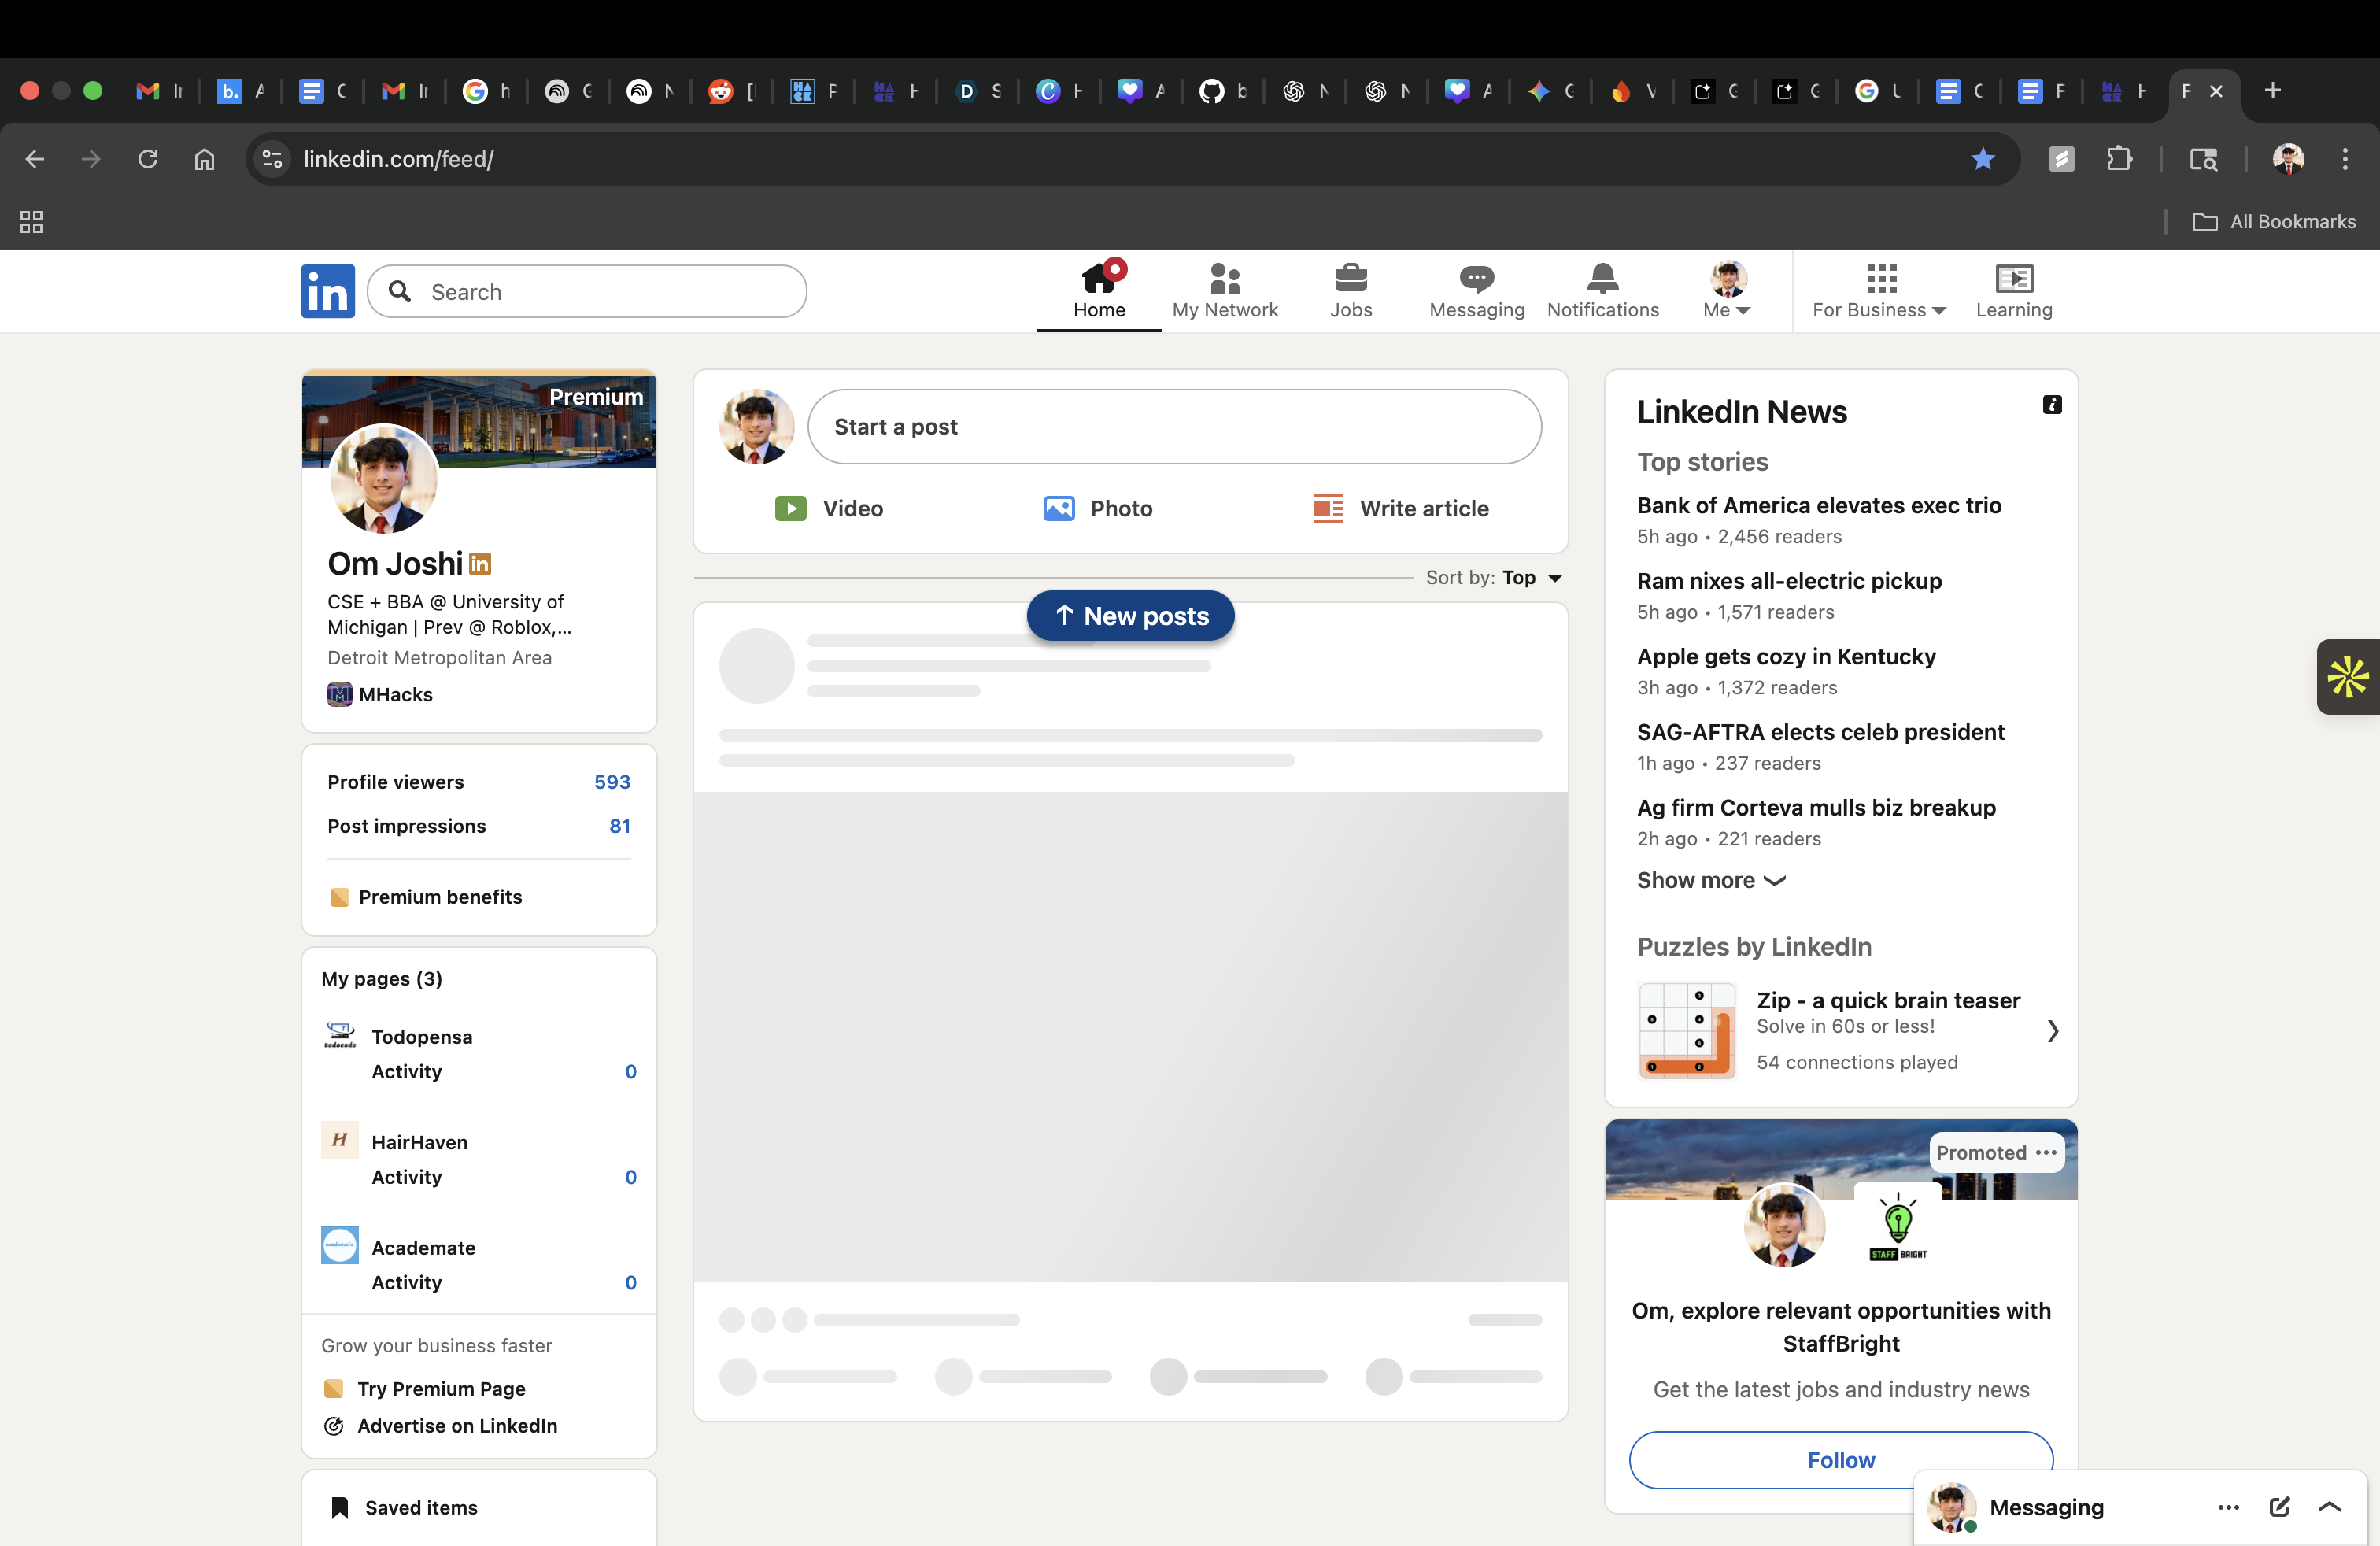 linkedin.com/feed/
All Bookmarks
in
Search
Home
My Network
Jobs
Messaging
Notifications
Me
For Business
Learning
Premium
Om Joshi in
CSE + BBA @ University of
Michigan | Prev @ Roblox,...
Detroit Metropolitan Area
MHacks
Profile viewers 593
Post impressions 81
Premium benefits
My pages (3)
Todopensa
Activity 0
H
HairHaven
Activity 0
Academate
Activity 0
Grow your business faster
Try Premium Page
Advertise on LinkedIn
Saved items
Start a post
Video
Photo
Write article
Sort by: Top
↑ New posts
LinkedIn News
Top stories
Bank of America elevates exec trio
5h ago • 2,456 readers
Ram nixes all-electric pickup
5h ago • 1,571 readers
Apple gets cozy in Kentucky
3h ago • 1,372 readers
SAG-AFTRA elects celeb president
1h ago • 237 readers
Ag firm Corteva mulls biz breakup
2h ago • 221 readers
Show more
Puzzles by LinkedIn
Zip - a quick brain teaser
Solve in 60s or less!
54 connections played
Promoted
STAFF BRIGHT
Om, explore relevant opportunities with
StaffBright
Get the latest jobs and industry news
Follow
Messaging